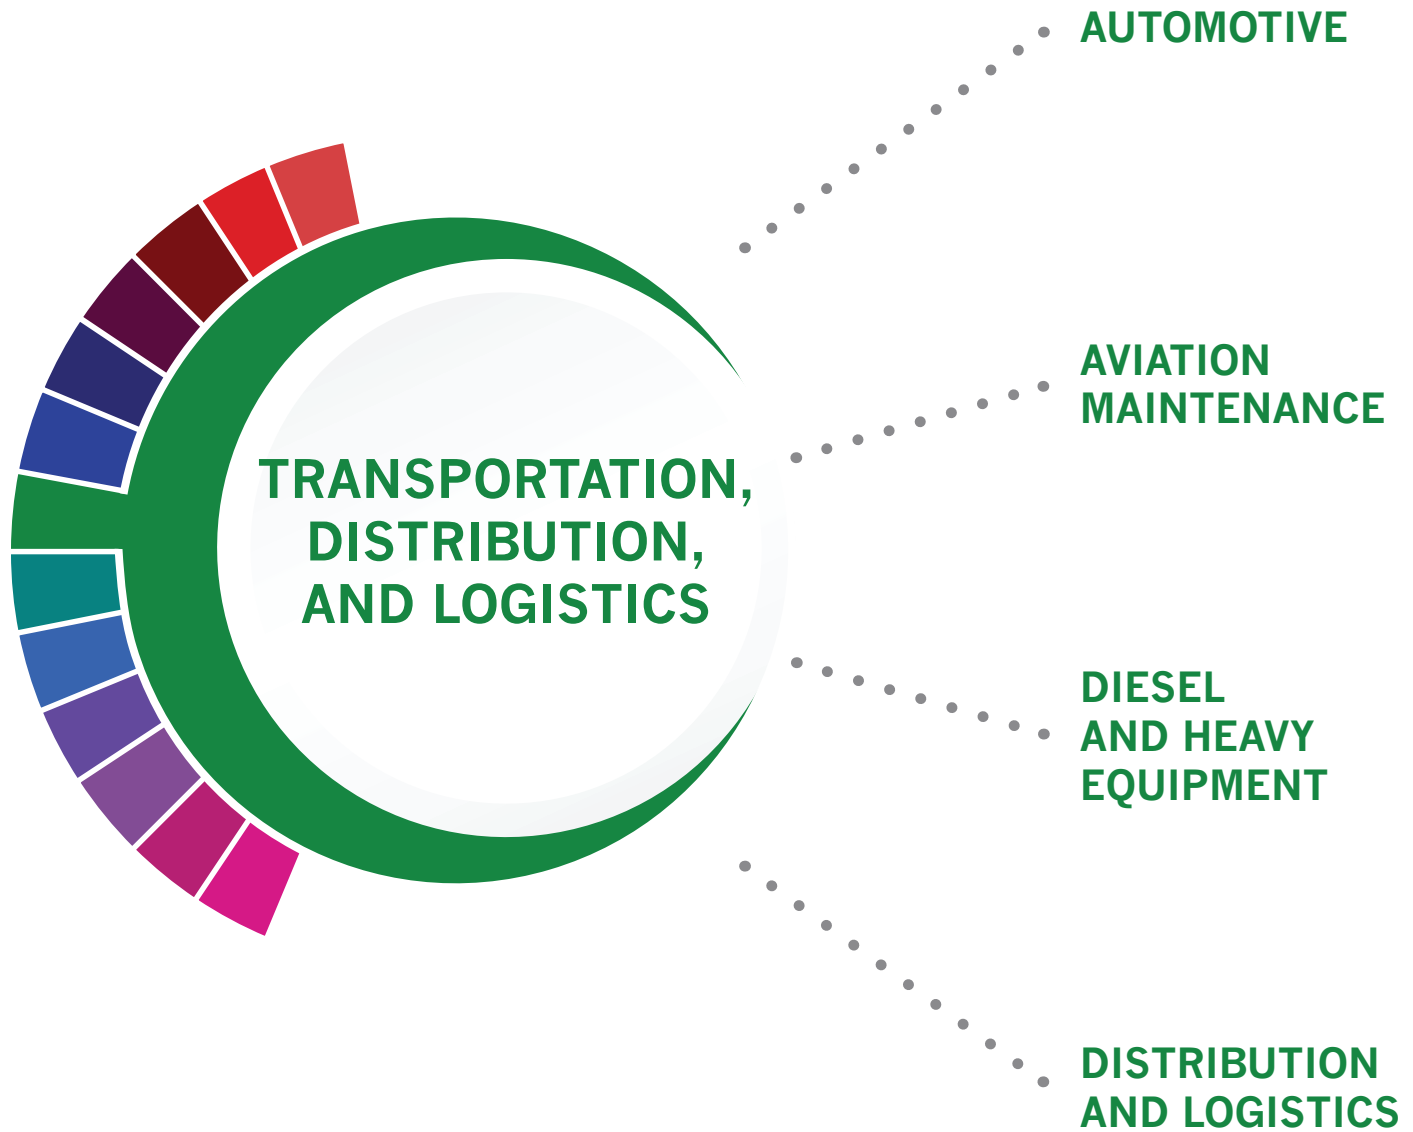 AUTOMOTIVE
AVIATION
MAINTENANCE
TRANSPORTATION,
DISTRIBUTION,
AND LOGISTICS
DIESEL
AND HEAVY
EQUIPMENT
DISTRIBUTION
AND LOGISTICS